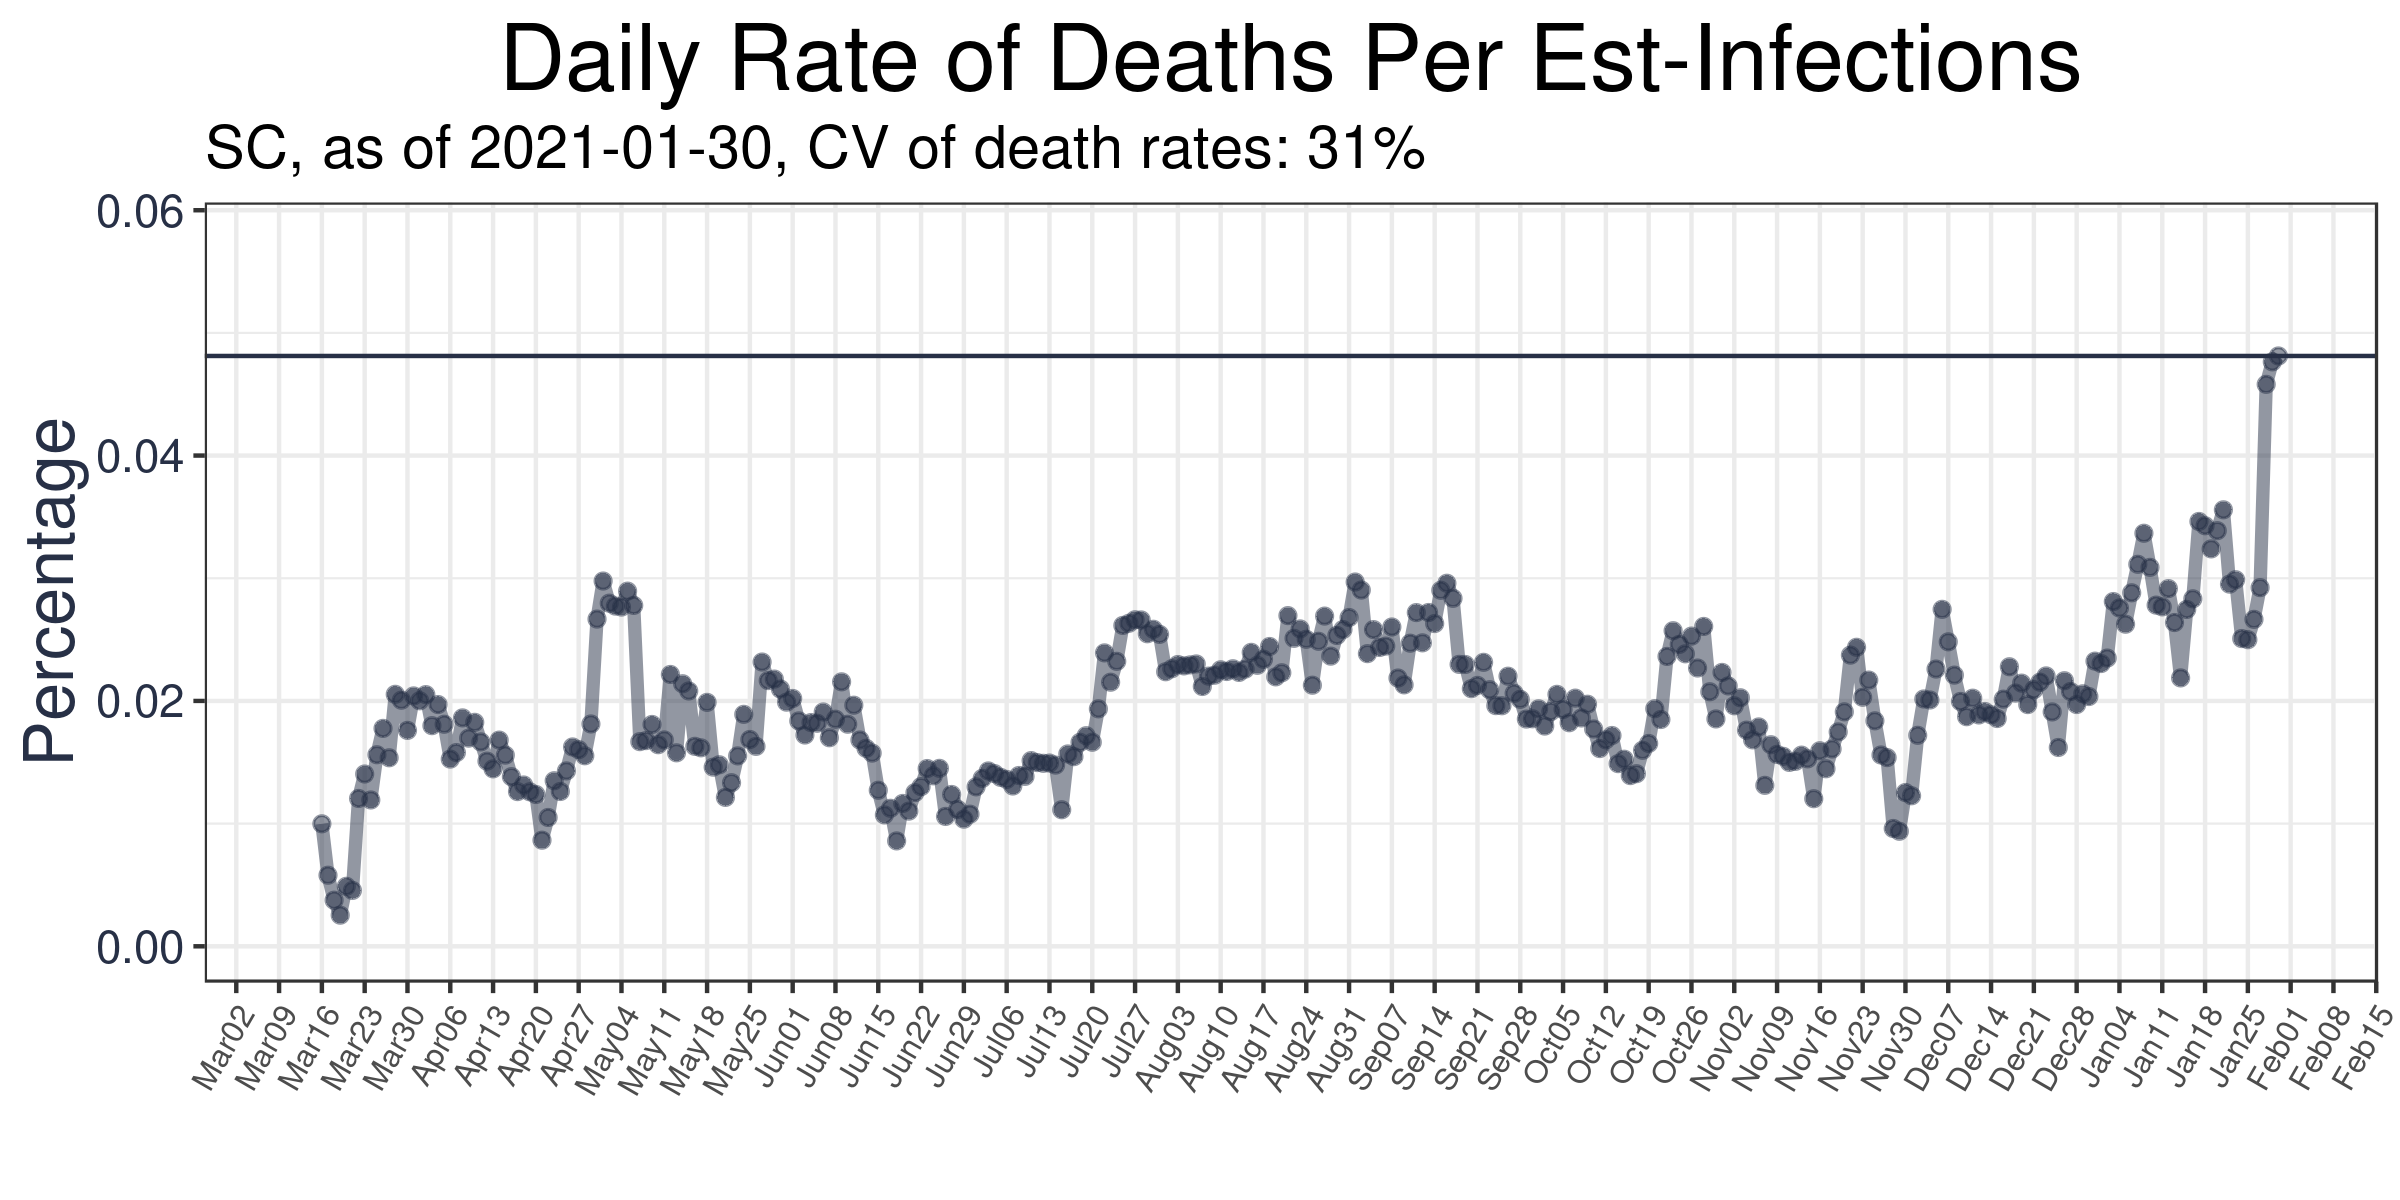 Daily Rate of Deaths Per Est-Infections
SC, as of 2021-01-30, CV of death rates: 31%
Percentage
0.06
0.04
0.02
0.00
Mar02
Mar09
Mar16
Mar23
Mar30
Apr06
Apr13
Apr20
Apr27
May04
May11
May18
May25
Jun01
Jun08
Jun15
Jun22
Jun29
Jul06
Jul13
Jul20
Jul27
Aug03
Aug10
Aug17
Aug24
Aug31
Sep07
Sep14
Sep21
Sep28
Oct05
Oct12
Oct19
Oct26
Nov02
Nov09
Nov16
Nov23
Nov30
Dec07
Dec14
Dec21
Dec28
Jan04
Jan11
Jan18
Jan25
Feb01
Feb08
Feb15